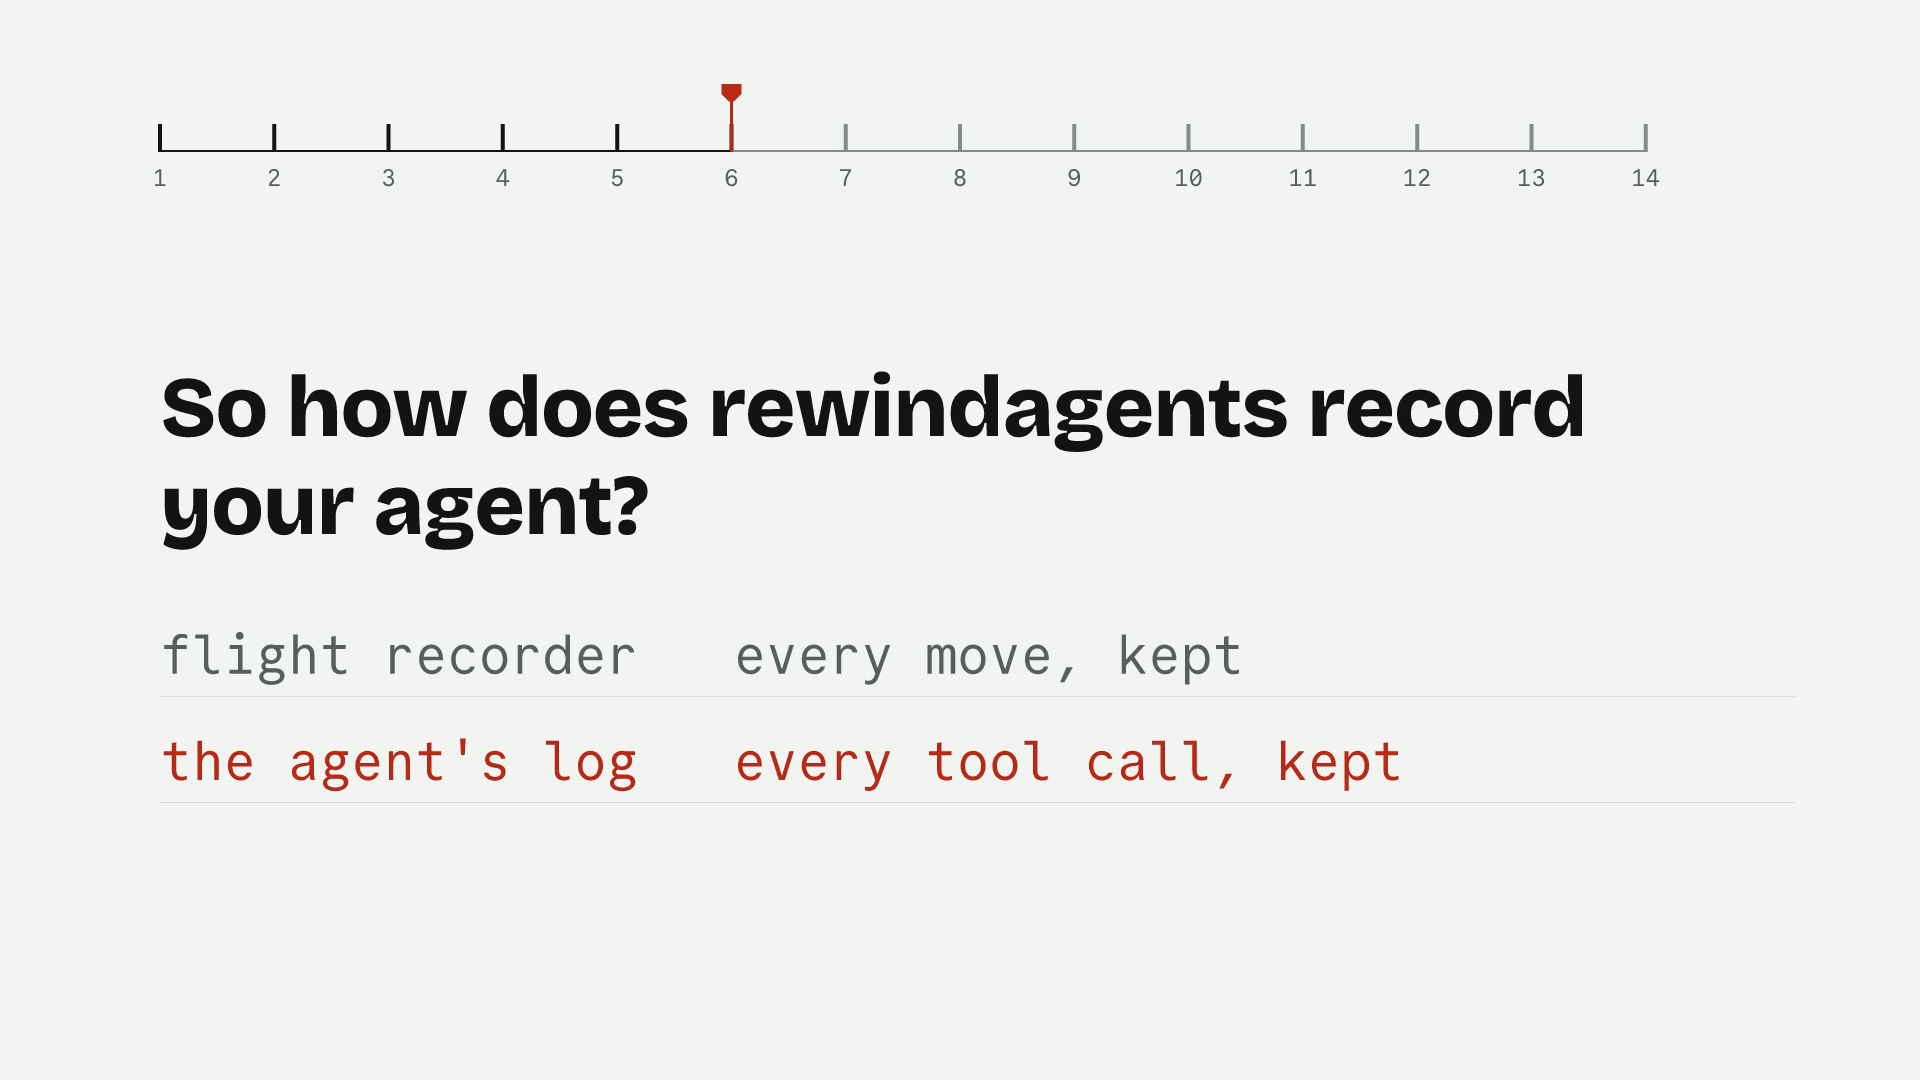 1 2 3 4 5 6 7 8 9 10 11 12 13 14
So how does rewindagents record
your agent?
flight recorder every move, kept
the agent's log every tool call, kept